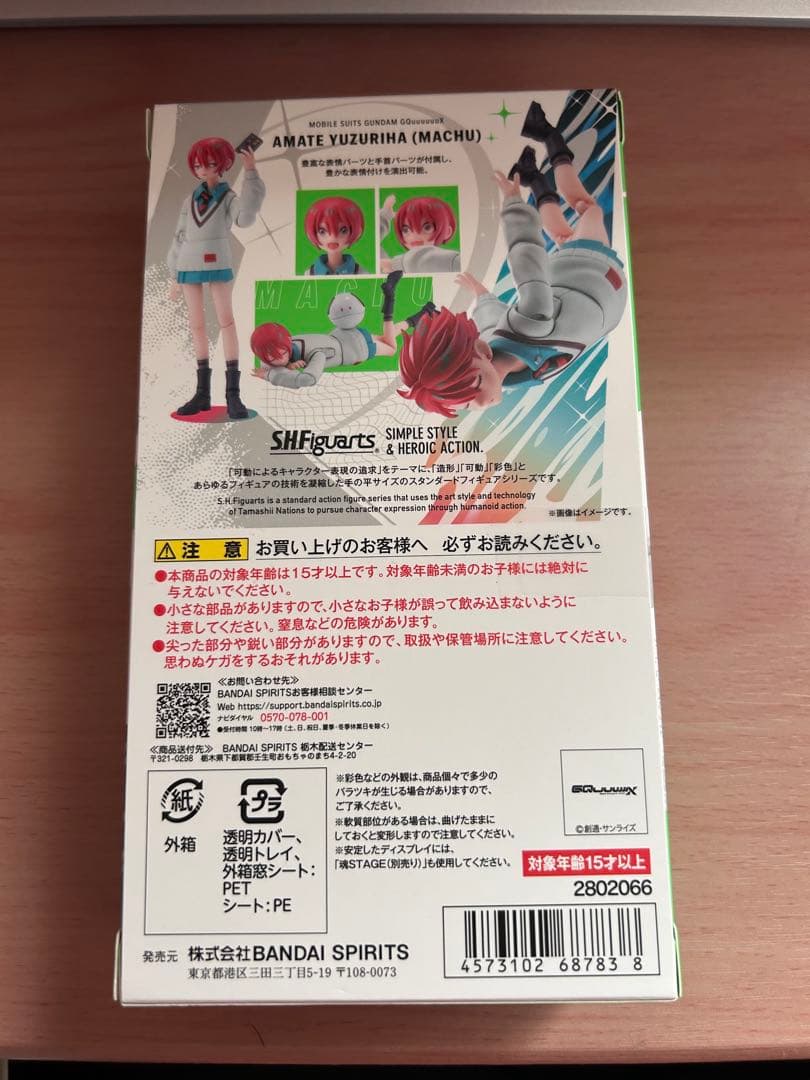 MOBILE SUITS GUNDAM GQuuuuuuX
AMATE YUZURIHA (MACHU)
豊富な表情パーツと手首パーツが付属し、
豊かな表情付けを演出可能。
MACHU
S.H.Figuarts
SIMPLE STYLE
& HEROIC ACTION.
「可動によるキャラクター表現の追求」をテーマに、「造形」「可動」「彩色」と
あらゆるフィギュアの技術を凝縮した手の平サイズのスタンダードフィギュアシリーズです。
S.H.Figuarts is a standard action figure series that uses the art style and technology
of Tamashii Nations to pursue character expression through humanoid action.
※画像はイメージです。
注 意 お買い上げのお客様へ 必ずお読みください。
●本商品の対象年齢は15才以上です。対象年齢未満のお子様には絶対に
与えないでください。
●小さな部品がありますので、小さなお子様が誤って飲み込まないように
注意してください。窒息などの危険があります。
●尖った部分や鋭い部分がありますので、取扱や保管場所に注意してください。
思わぬケガをするおそれがあります。
≪お問い合わせ先≫
BANDAI SPIRITSお客様相談センター
Web https://support.bandaispirits.co.jp
ナビダイヤル 0570-078-001
●受付時間 10時〜17時(土、日、祝日、夏季・冬季休業日を除く)
≪商品送付先≫ BANDAI SPIRITS 栃木配送センター
〒321-0298 栃木県下都賀郡壬生町おもちゃのまち4-2-20
紙
外箱
プラ
透明カバー、
透明トレイ、
外箱窓シート:
PET
シート:PE
※彩色などの外観は、商品個々で多少の
バラツキが生じる場合がありますので、
ご了承ください。
※軟質部位がある場合は、曲げたままに
しておくと変形しますので注意してください。
※安定したディスプレイには、
「魂STAGE(別売り)」も使用してください。
GQuuuuuuX
©創通・サンライズ
対象年齢15才以上
2802066
発売元 株式会社BANDAI SPIRITS
東京都港区三田三丁目5-19 〒108-0073
4573102 68783 8